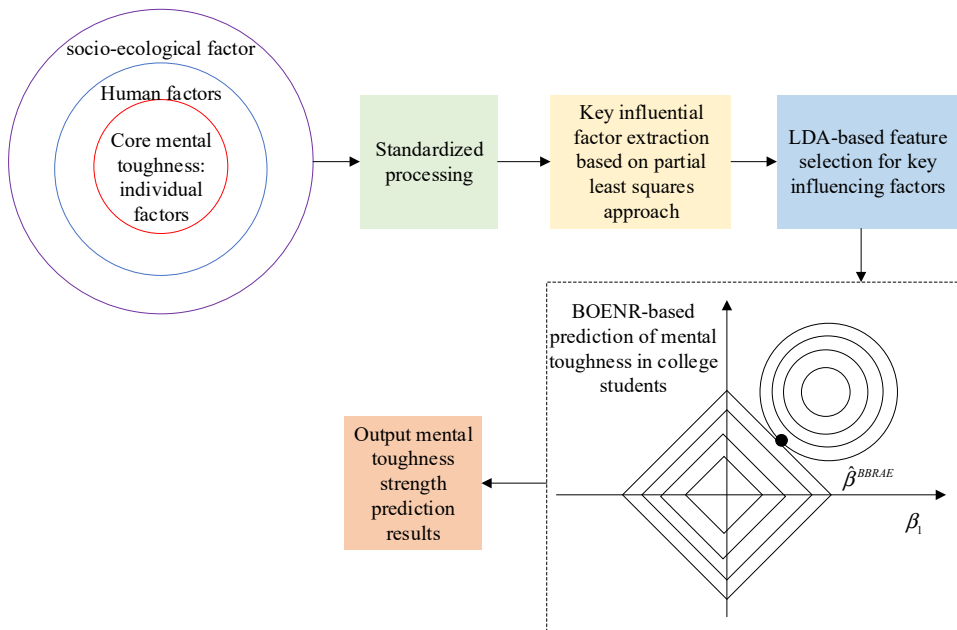 socio-ecological factor
Human factors
Core mental
toughness:
individual
factors
Standardized
processing
Key influential
factor extraction
based on partial
least squares
approach
LDA-based feature
selection for key
influencing factors
BOENR-based
prediction of mental
toughness in college
students
β̂^BBRAE
β₁
Output mental
toughness
strength
prediction
results